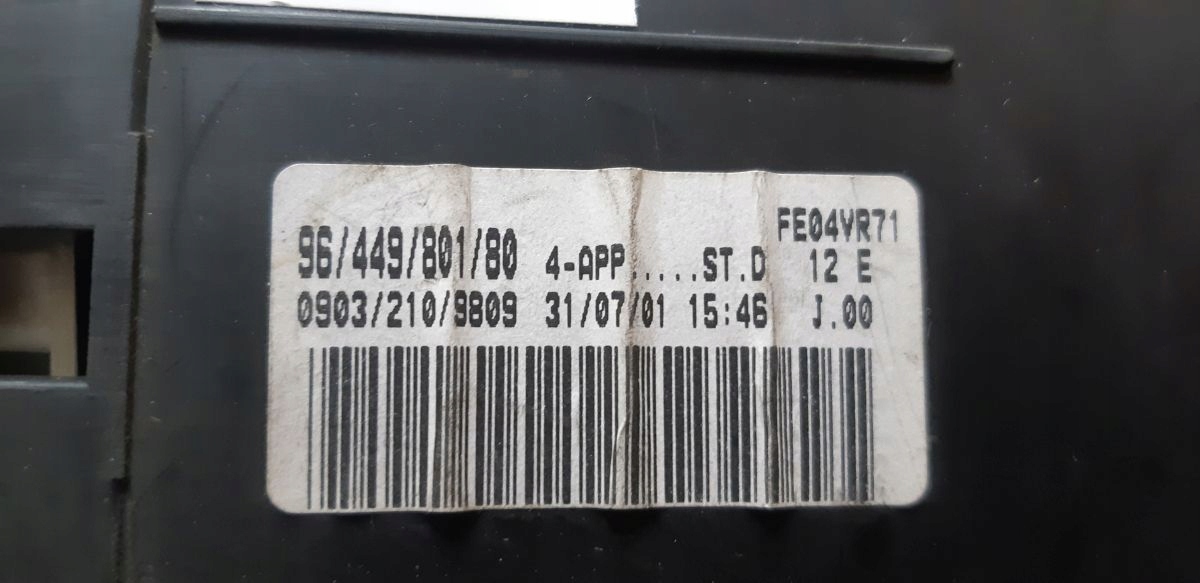 FE04VR71
96/449/801/80 4-APP.....ST.D 12 E
0903/210/9809 31/07/01 15:46 J.00